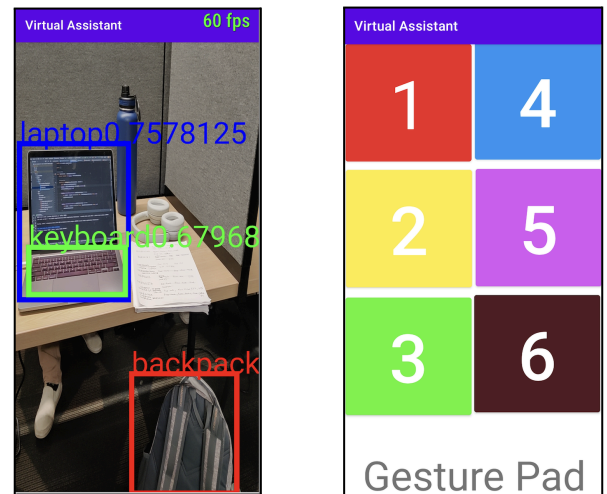 Virtual Assistant
60 fps
laptop0.7578125
keyboard0.67968
backpack
Virtual Assistant
1
4
2
5
3
6
Gesture Pad